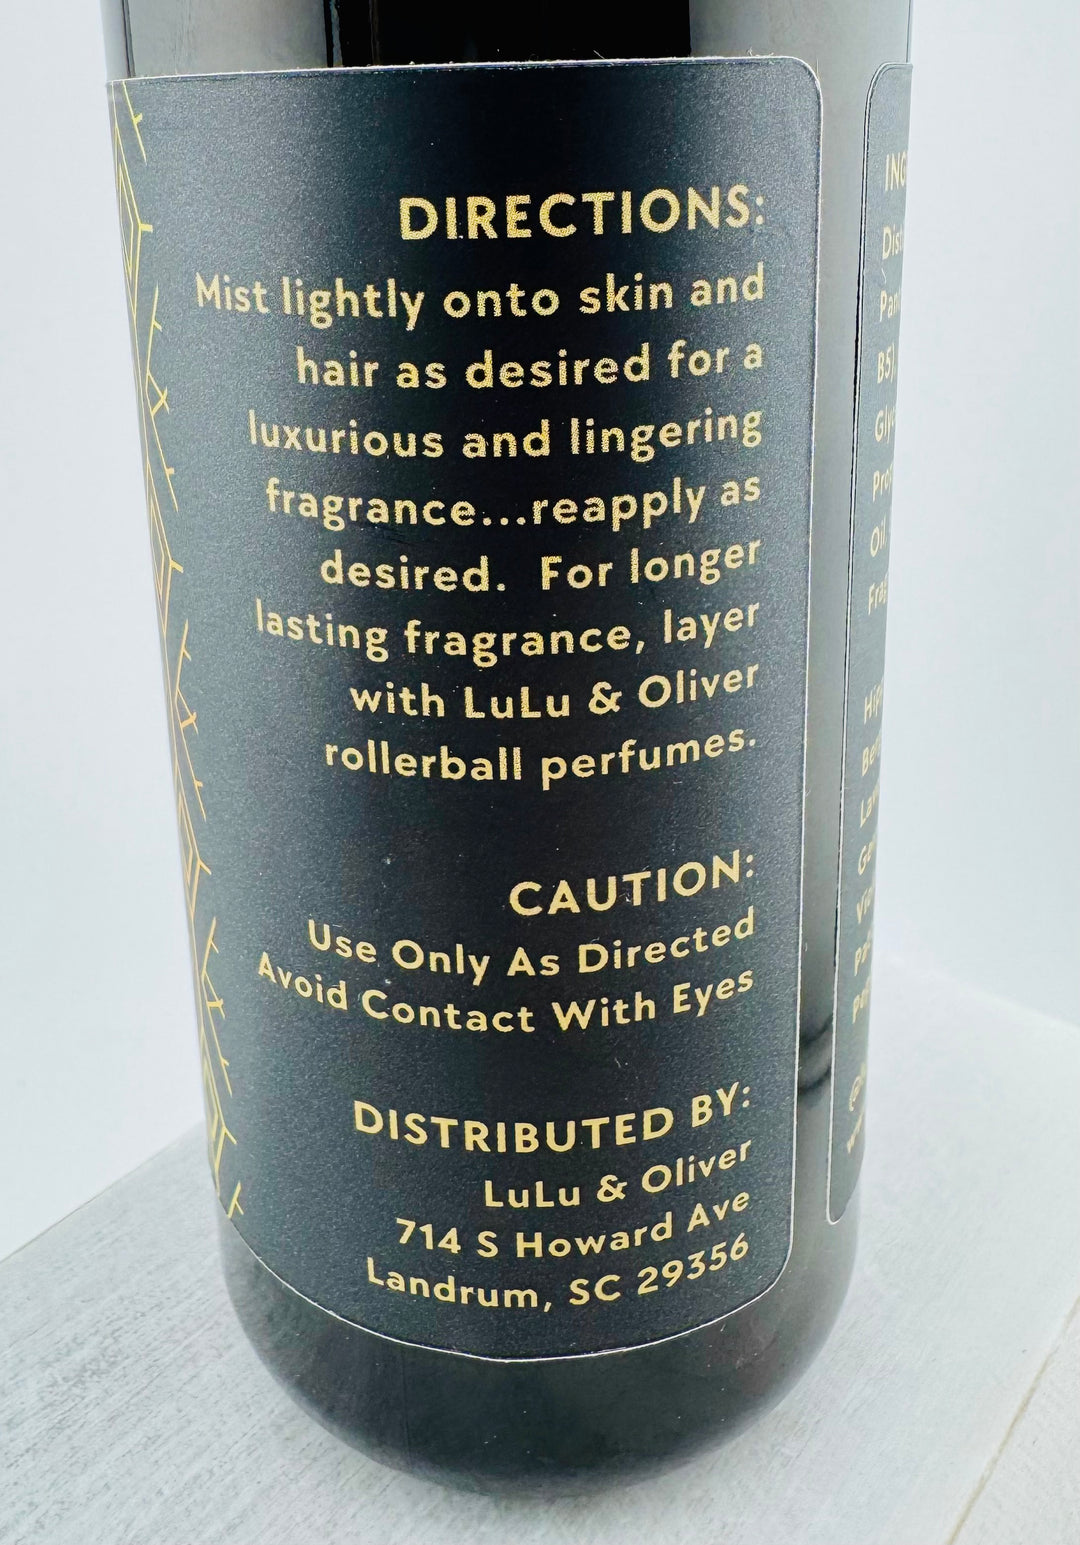 DIRECTIONS:
Mist lightly onto skin and
hair as desired for a
luxurious and lingering
fragrance...reapply as
desired. For longer
lasting fragrance, layer
with LuLu & Oliver
rollerball perfumes.
CAUTION:
Use Only As Directed
Avoid Contact With Eyes
DISTRIBUTED BY:
LuLu & Oliver
714 S Howard Ave
Landrum, SC 29356
B5),